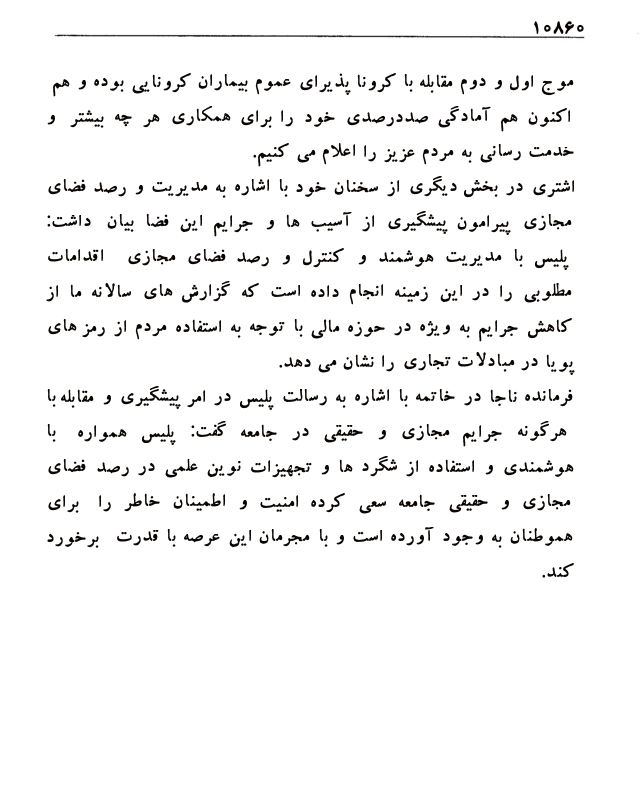 ۱۰۸۶۰
موج اول و دوم مقابله با کرونا پذیرای عموم بیماران کرونایی بوده و هم
اکنون هم آمادگی صددرصدی خود را برای همکاری هر چه بیشتر و
خدمت رسانی به مردم عزیز را اعلام می کنیم.
اشتری در بخش دیگری از سخنان خود با اشاره به مدیریت و رصد فضای
مجازی پیرامون پیشگیری از آسیب ها و جرایم این فضا بیان داشت:
پلیس با مدیریت هوشمند و کنترل و رصد فضای مجازی اقدامات
مطلوبی را در این زمینه انجام داده است که گزارش های سالانه ما از
کاهش جرایم به ویژه در حوزه مالی با توجه به استفاده مردم از رمز های
پویا در مبادلات تجاری را نشان می دهد.
فرمانده ناجا در خاتمه با اشاره به رسالت پلیس در امر پیشگیری و مقابله با
هرگونه جرایم مجازی و حقیقی در جامعه گفت: پلیس همواره با
هوشمندی و استفاده از شگرد ها و تجهیزات نوین علمی در رصد فضای
مجازی و حقیقی جامعه سعی کرده امنیت و اطمینان خاطر را برای
هموطنان به وجود آورده است و با مجرمان این عرصه با قدرت برخورد
کند.